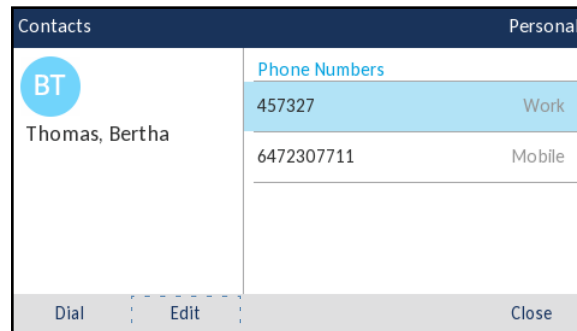 Contacts Personal
BT
Thomas, Bertha
Phone Numbers
457327 Work
6472307711 Mobile
Dial Edit Close